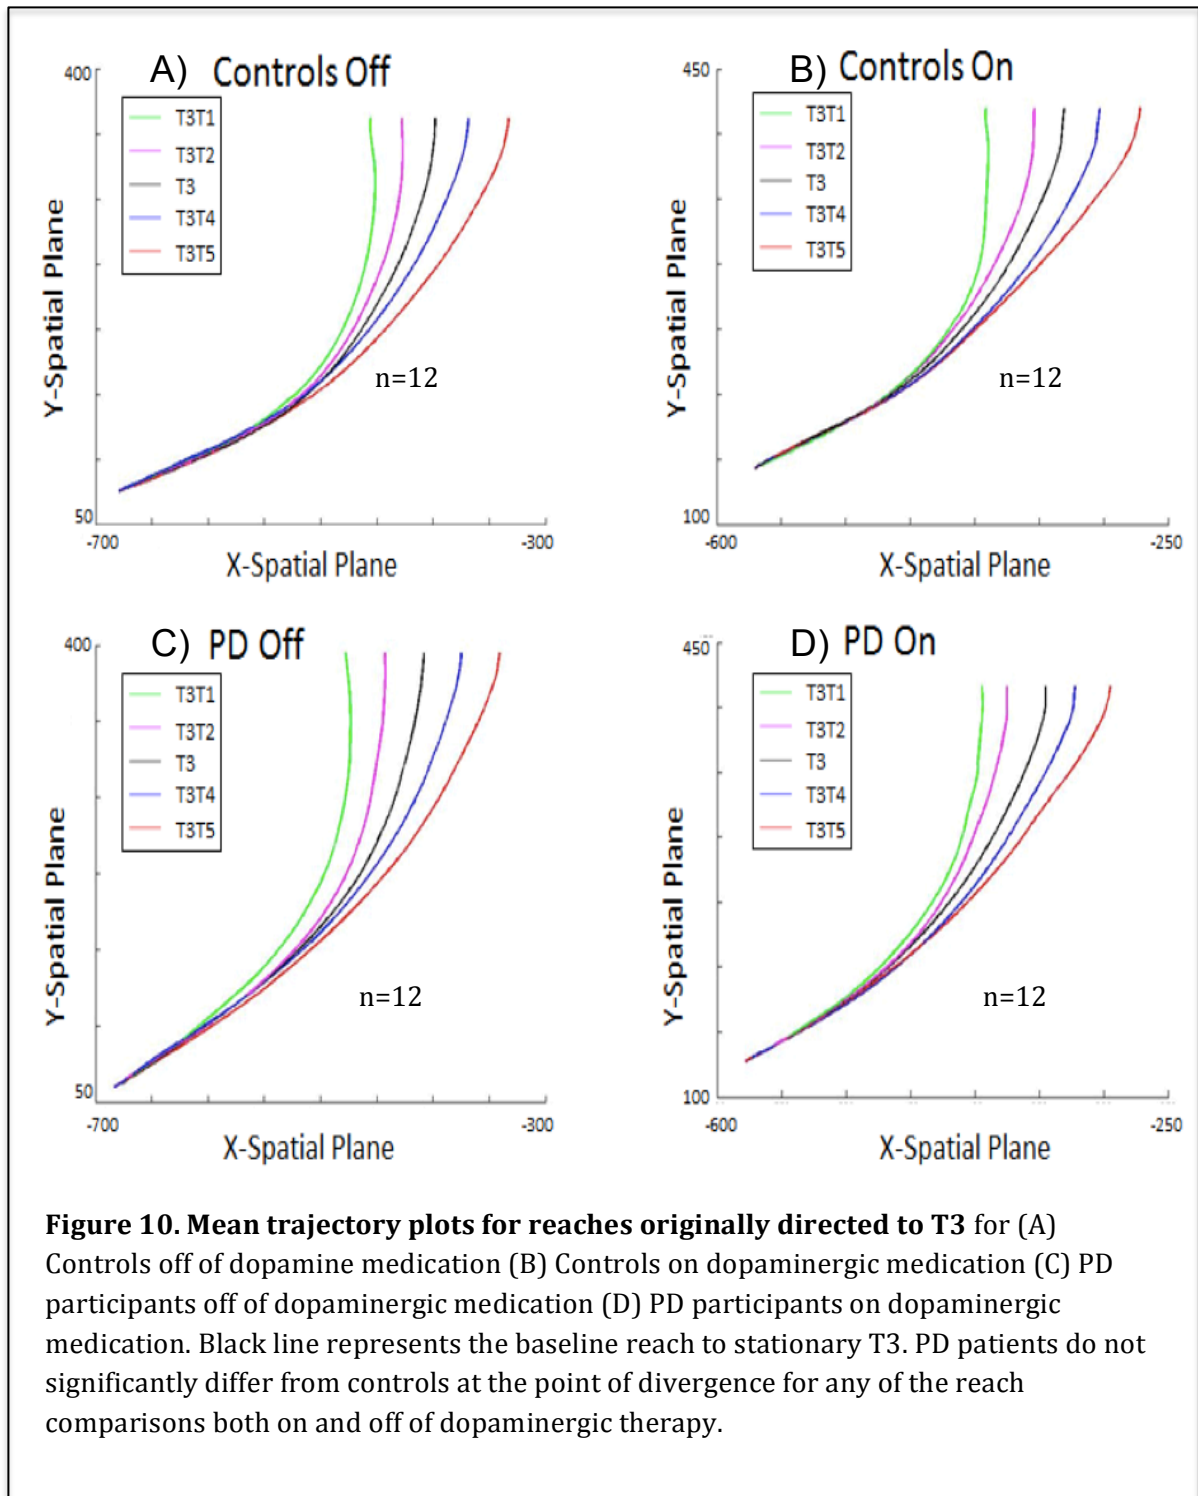 A) Controls Off
400
T3T1
T3T2
T3
T3T4
T3T5
Y-Spatial Plane
n=12
50
-700
-300
X-Spatial Plane
B) Controls On
450
T3T1
T3T2
T3
T3T4
T3T5
Y-Spatial Plane
n=12
100
-600
-250
X-Spatial Plane
C) PD Off
400
T3T1
T3T2
T3
T3T4
T3T5
Y-Spatial Plane
n=12
50
-700
-300
X-Spatial Plane
D) PD On
450
T3T1
T3T2
T3
T3T4
T3T5
Y-Spatial Plane
n=12
100
-600
-250
X-Spatial Plane
Figure 10. Mean trajectory plots for reaches originally directed to T3 for (A)
Controls off of dopamine medication (B) Controls on dopaminergic medication (C) PD
participants off of dopaminergic medication (D) PD participants on dopaminergic
medication. Black line represents the baseline reach to stationary T3. PD patients do not
significantly differ from controls at the point of divergence for any of the reach
comparisons both on and off of dopaminergic therapy.